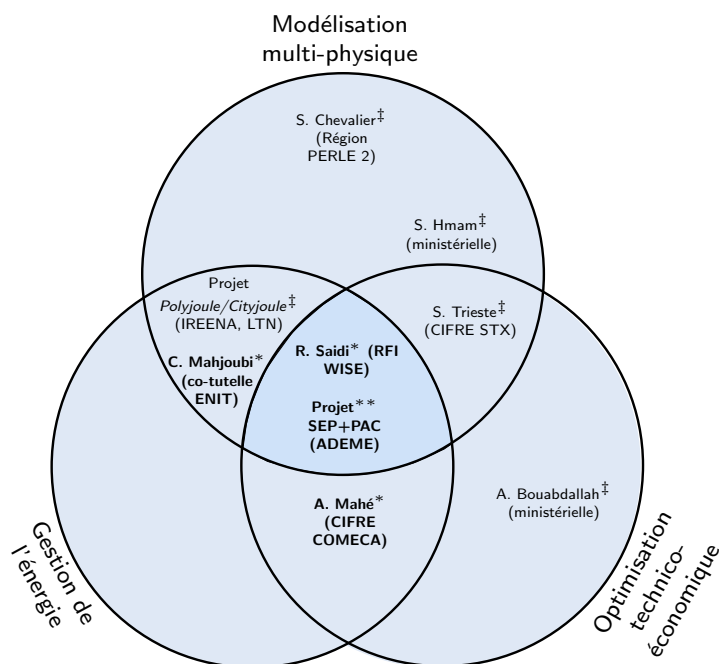 Modélisation
multi-physique
S. Chevalier‡
(Région
PERLE 2)
S. Hmam‡
(ministérielle)
Projet
Polyjoule/Cityjoule‡
(IREENA, LTN)
S. Trieste‡
(CIFRE STX)
C. Mahjoubi*
(co-tutelle
ENIT)
R. Saidi* (RFI
WISE)
Projet**
SEP+PAC
(ADEME)
A. Mahé*
(CIFRE
COMECA)
A. Bouabdallah‡
(ministérielle)
Gestion de
l'énergie
Optimisation
technico-
économique